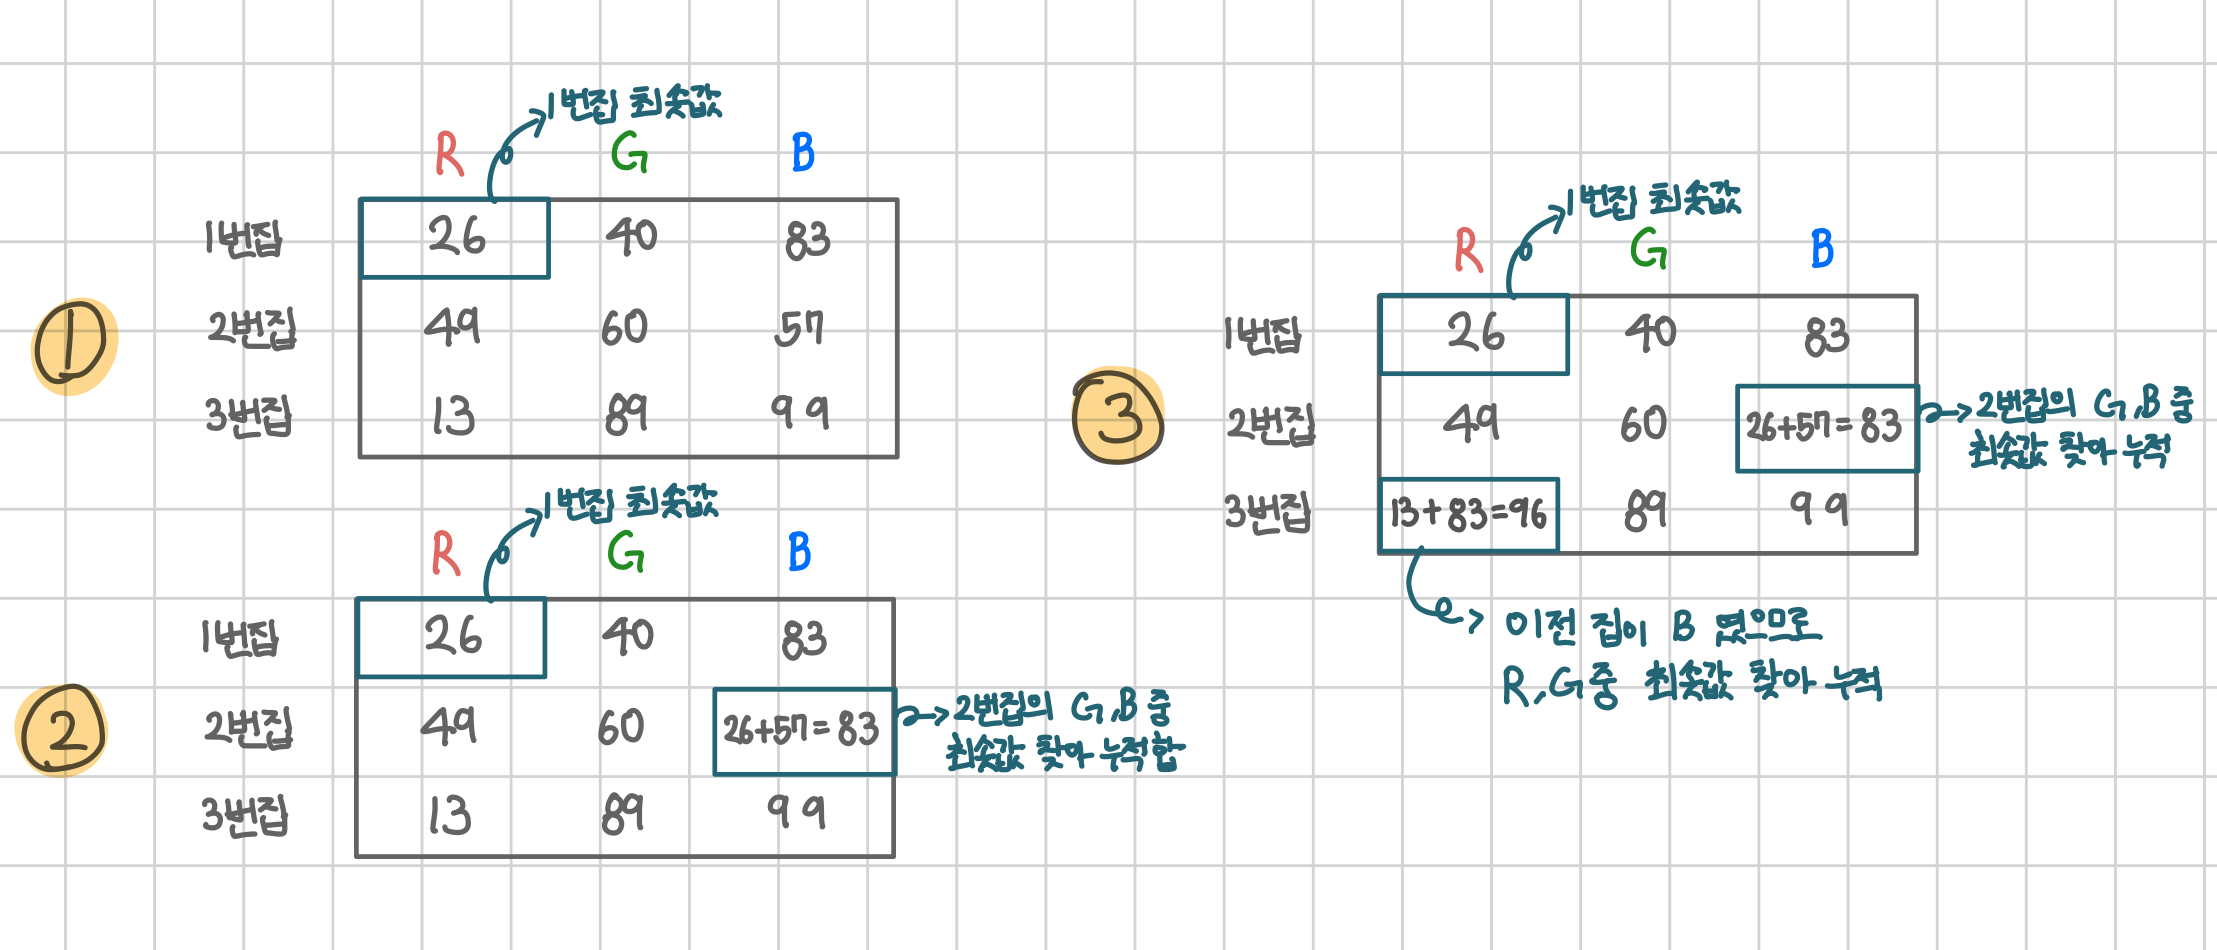 ①
1번집 최솟값
R G B
1번집 26 40 83
2번집 49 60 57
3번집 13 89 99
②
1번집 최솟값
R G B
1번집 26 40 83
2번집 49 60 26+57=83
2번집의 G,B 중
최솟값 찾아 누적합
3번집 13 89 99
③
1번집 최솟값
R G B
1번집 26 40 83
2번집 49 60 26+57=83
2번집의 G,B 중
최솟값 찾아 누적
3번집 13+83=96 89 99
이전 집이 B 였으므로
R,G중 최솟값 찾아 누적